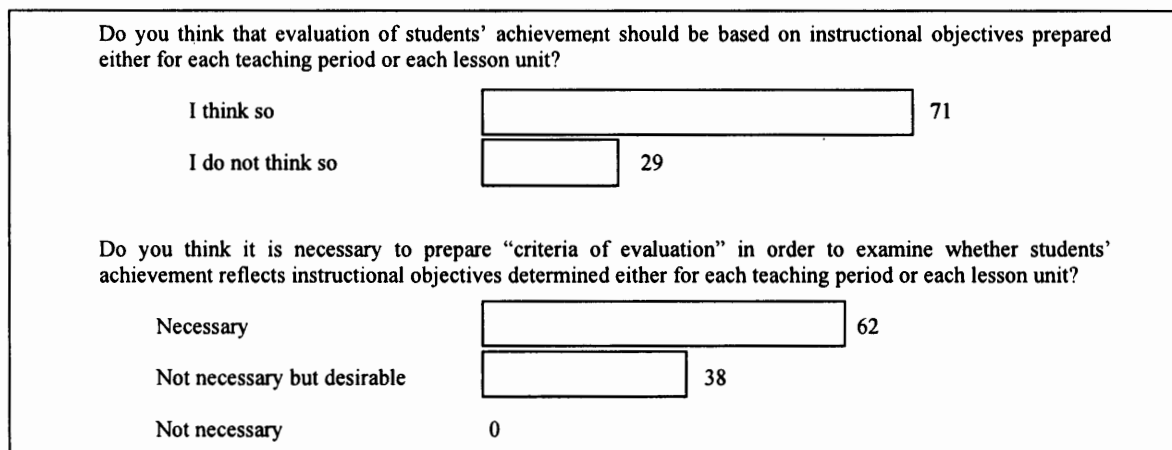 Do you think that evaluation of students' achievement should be based on instructional objectives prepared
either for each teaching period or each lesson unit?
I think so 71
I do not think so 29
Do you think it is necessary to prepare “criteria of evaluation” in order to examine whether students'
achievement reflects instructional objectives determined either for each teaching period or each lesson unit?
Necessary 62
Not necessary but desirable 38
Not necessary 0